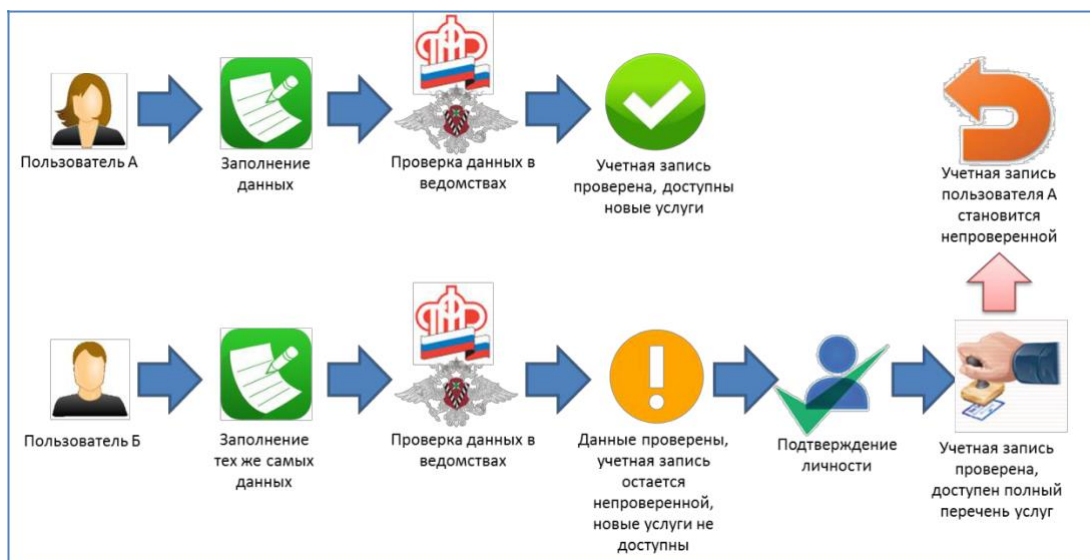 Пользователь А
Заполнение
данных
Проверка данных в
ведомствах
Учетная запись
проверена, доступны
новые услуги
Учетная запись
пользователя А
становится
непроверенной
Пользователь Б
Заполнение
тех же самых
данных
Проверка данных в
ведомствах
Данные проверены,
учетная запись
остается
непроверенной,
новые услуги не
доступны
Подтверждение
личности
Учетная запись
проверена,
доступен полный
перечень услуг